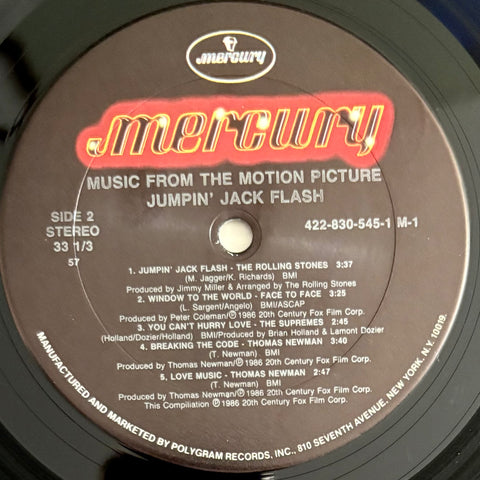 mercury
mercury
MUSIC FROM THE MOTION PICTURE
JUMPIN' JACK FLASH
SIDE 2
STEREO
33 1/3
57
422-830-545-1 M-1
1. JUMPIN' JACK FLASH - THE ROLLING STONES 3:37
(M. Jagger/K. Richards) BMI
Produced by Jimmy Miller & Arranged by The Rolling Stones
2. WINDOW TO THE WORLD - FACE TO FACE 3:25
(L. Sargent/Angelo) BMI/ASCAP
Produced by Peter Coleman/Ⓟ1986 20th Century Fox Film Corp.
3. YOU CAN'T HURRY LOVE - THE SUPREMES 2:45
(Holland/Dozier/Holland) BMI/Produced by Brian Holland & Lamont Dozier
4. BREAKING THE CODE - THOMAS NEWMAN 3:40
(T. Newman) BMI
Produced by Thomas Newman/Ⓟ1986 20th Century Fox Film Corp.
5. LOVE MUSIC - THOMAS NEWMAN 2:47
(T. Newman) BMI
Produced by Thomas Newman/Ⓟ 1986 20th Century Fox Film Corp.
This Compilation Ⓟ 1986 20th Century Fox Film Corp.
MANUFACTURED AND MARKETED BY POLYGRAM RECORDS, INC., 810 SEVENTH AVENUE, NEW YORK, N.Y. 10019.